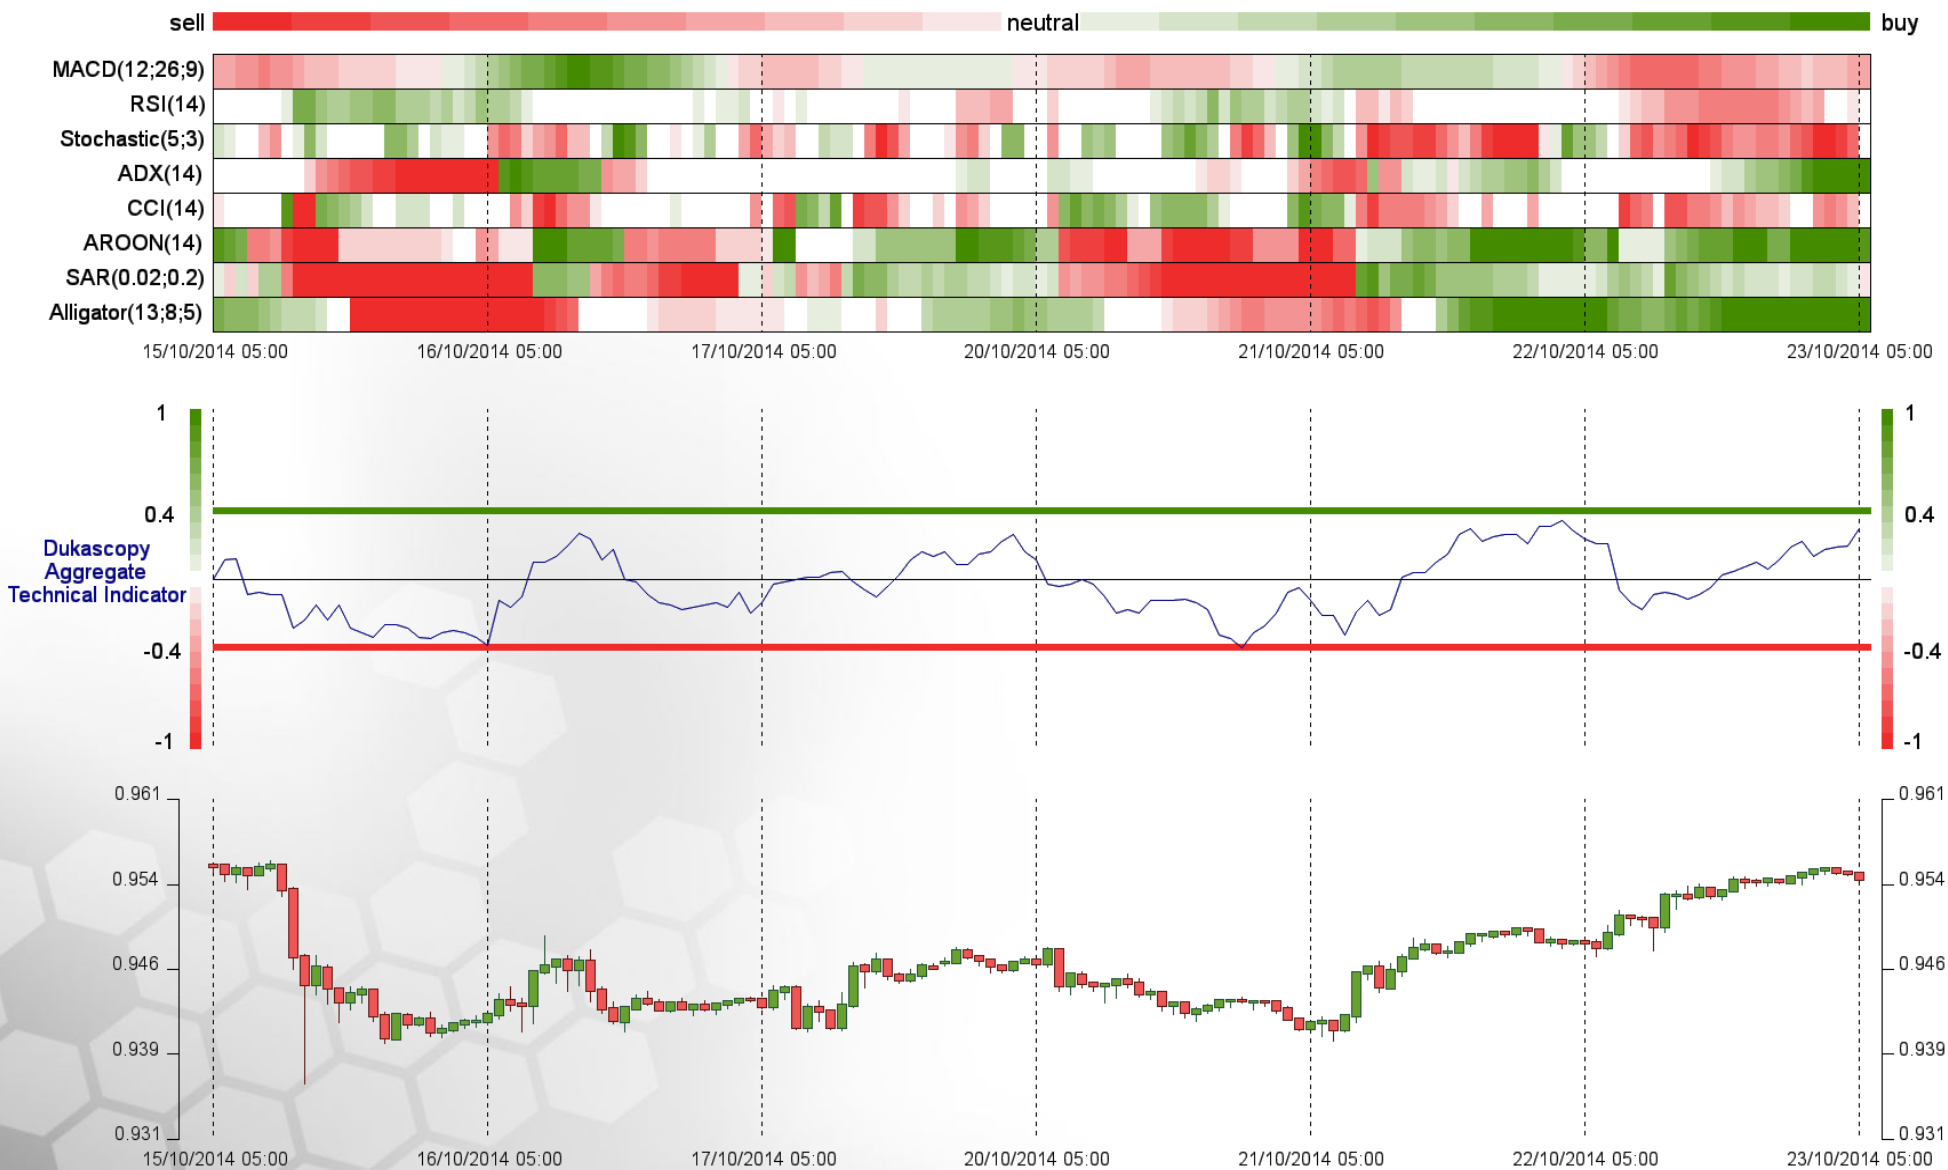 sell neutral buy
MACD(12;26;9)
RSI(14)
Stochastic(5;3)
ADX(14)
CCI(14)
AROON(14)
SAR(0.02;0.2)
Alligator(13;8;5)
15/10/2014 05:00 16/10/2014 05:00 17/10/2014 05:00 20/10/2014 05:00 21/10/2014 05:00 22/10/2014 05:00 23/10/2014 05:00
1 1
0.4 0.4
Dukascopy
Aggregate
Technical Indicator
-0.4 -0.4
-1 -1
0.961 0.961
0.954 0.954
0.946 0.946
0.939 0.939
0.931 0.931
15/10/2014 05:00 16/10/2014 05:00 17/10/2014 05:00 20/10/2014 05:00 21/10/2014 05:00 22/10/2014 05:00 23/10/2014 05:00